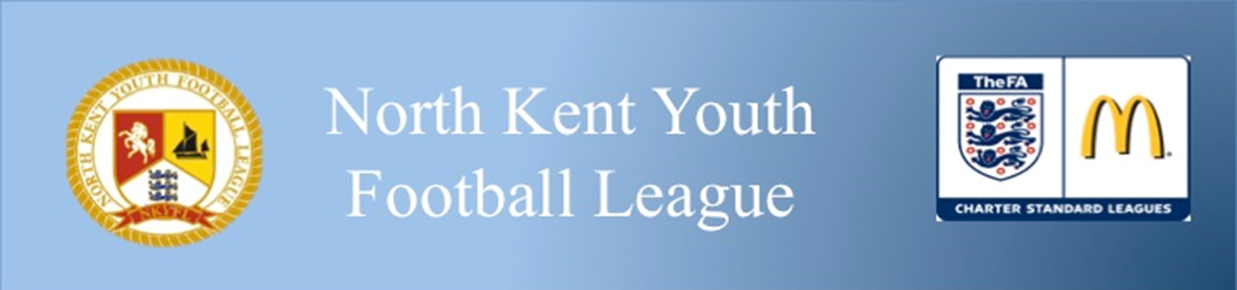 NORTH KENT YOUTH FOOTBALL LEAGUE
NKYFL
North Kent Youth
Football League
TheFA
CHARTER STANDARD LEAGUES